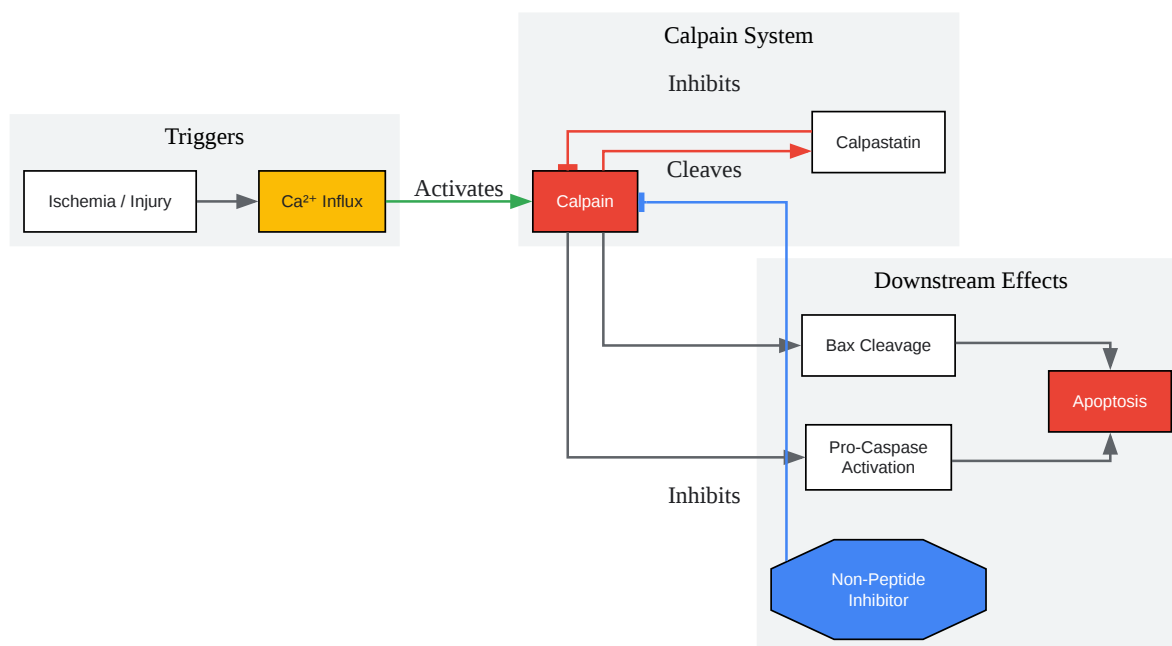 Calpain System
Inhibits
Triggers
Calpastatin
Cleaves
Activates
Ischemia / Injury
Ca²⁺ Influx
Calpain
Downstream Effects
Bax Cleavage
Apoptosis
Pro-Caspase
Activation
Inhibits
Non-Peptide
Inhibitor